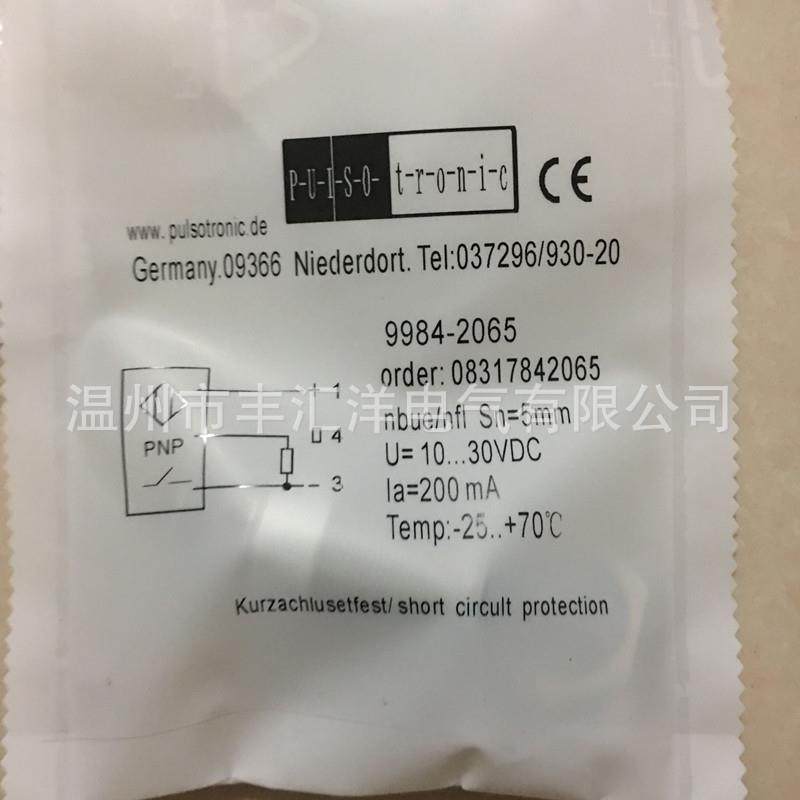 P-U-l-S-O-t-r-o-n-i-c CE
www.pulsotronic.de
Germany.09366 Niederdort. Tel:037296/930-20
9984-2065
order: 08317842065
温州市丰汇洋电气有限公司
1
nbue/nfl Sn=5mm
4
PNP
U= 10...30VDC
3
Ia=200 mA
Temp:-25..+70℃
Kurzachlusetfest/ short circult protection